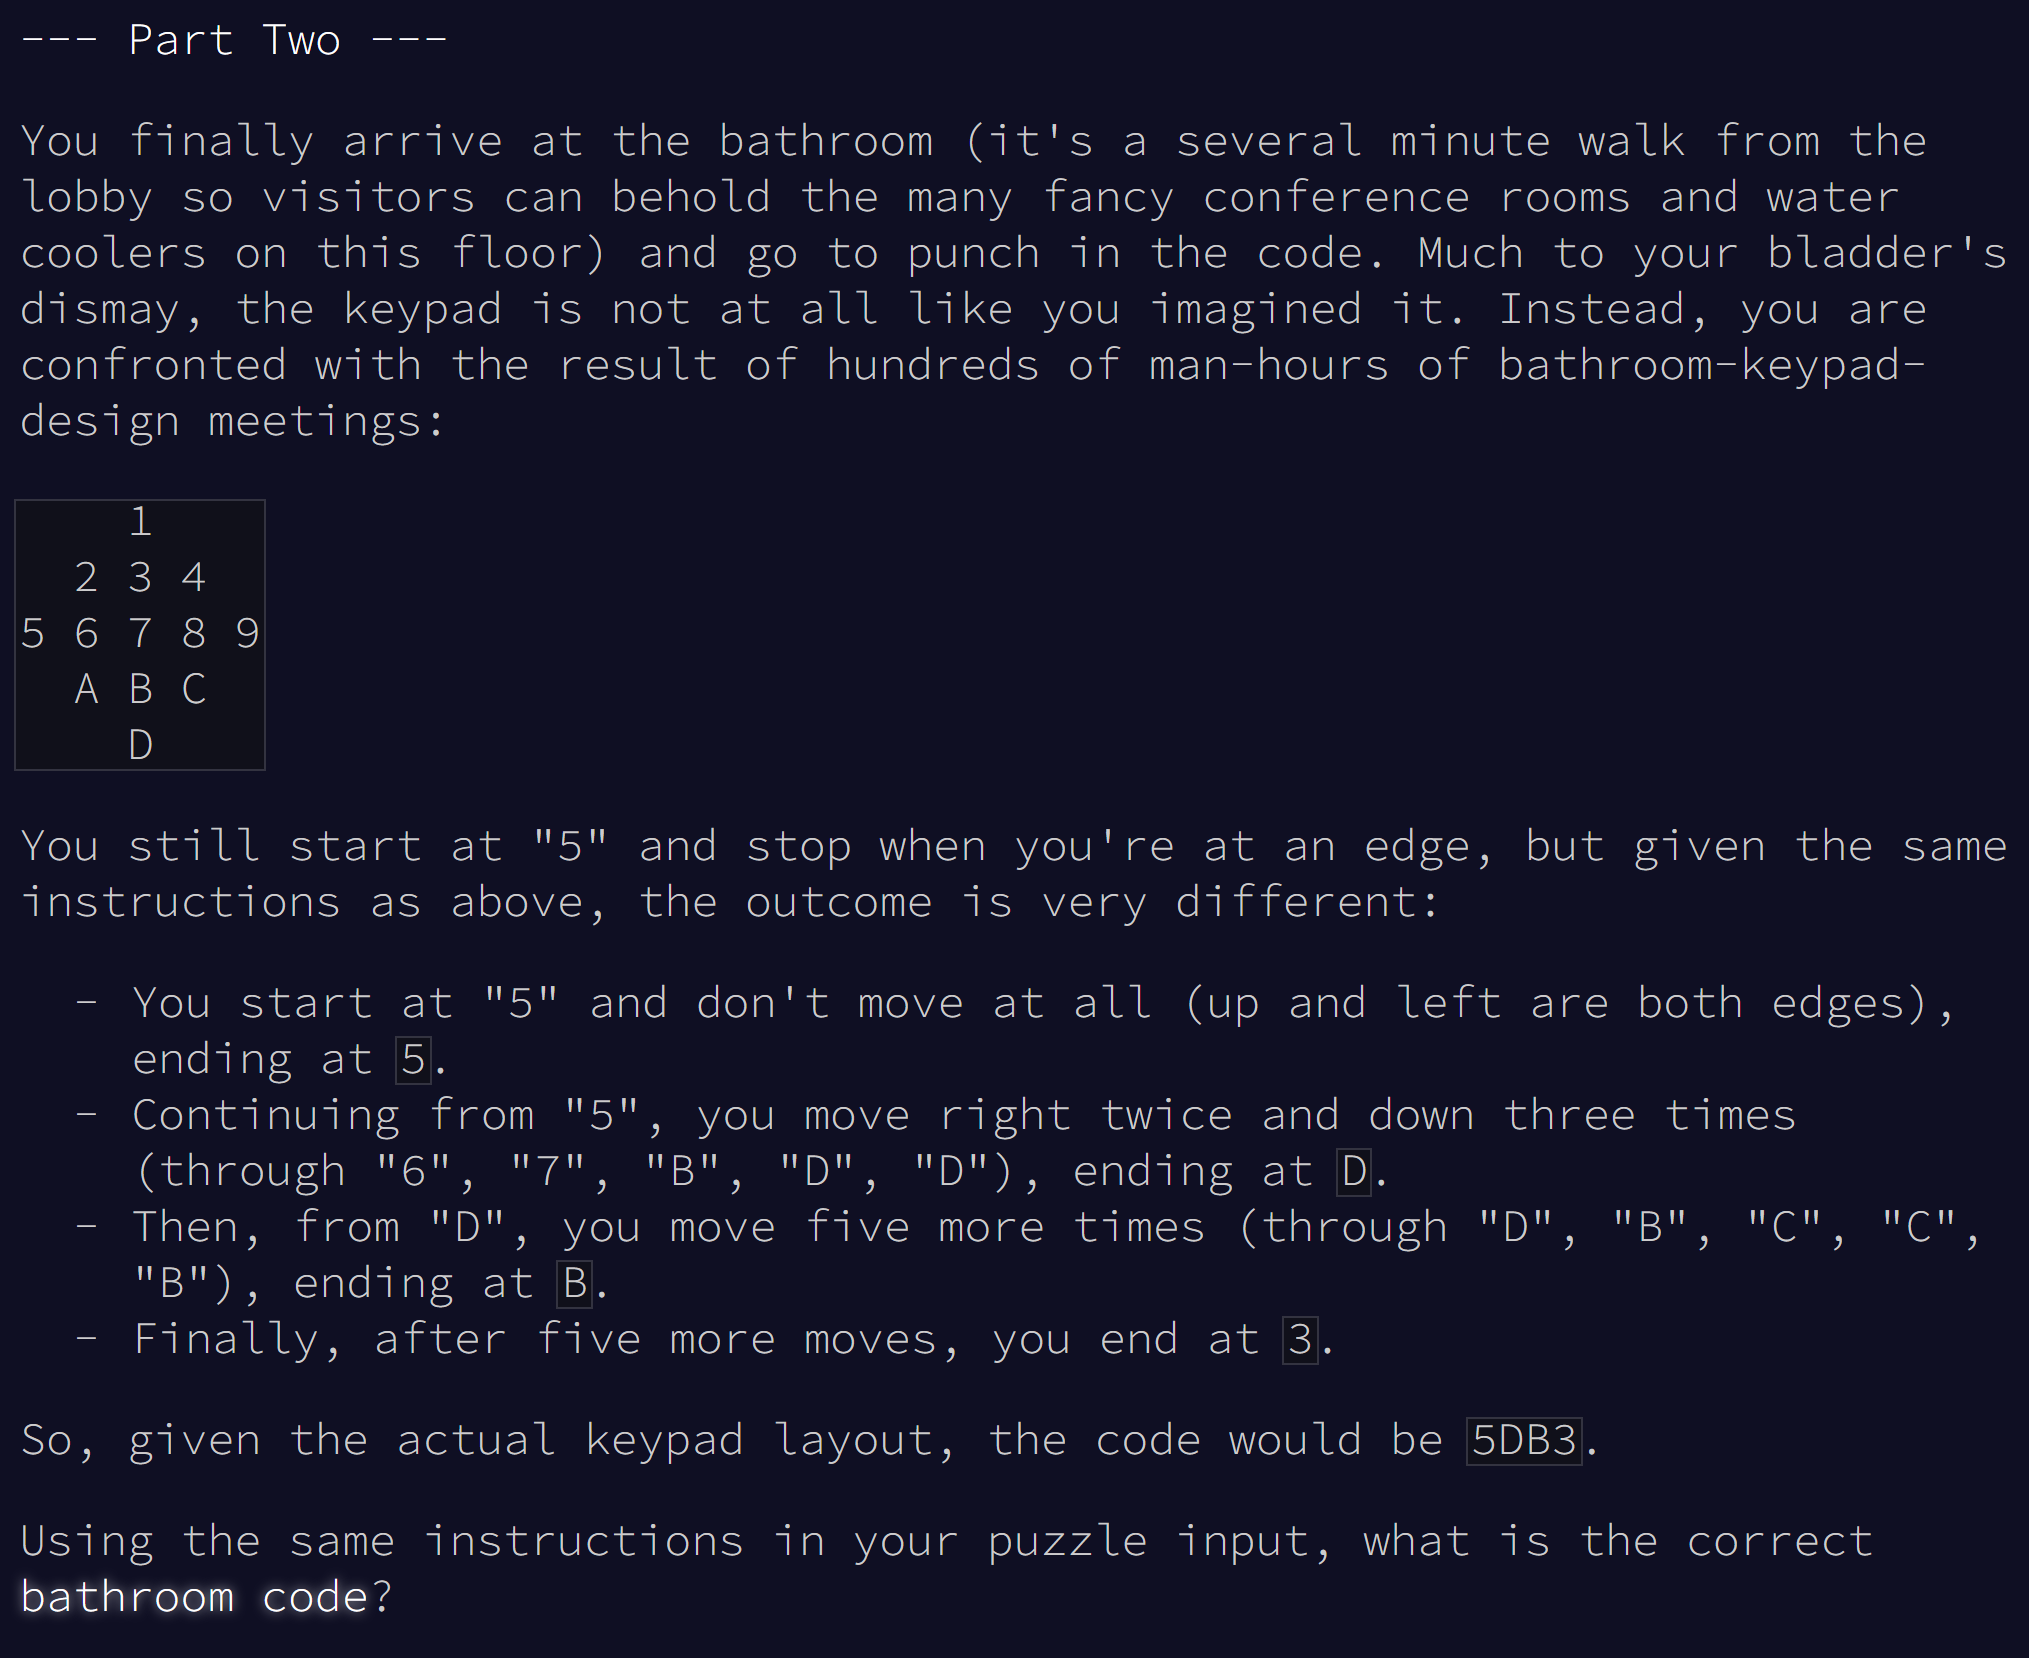 --- Part Two ---
You finally arrive at the bathroom (it's a several minute walk from the
lobby so visitors can behold the many fancy conference rooms and water
coolers on this floor) and go to punch in the code. Much to your bladder's
dismay, the keypad is not at all like you imagined it. Instead, you are
confronted with the result of hundreds of man-hours of bathroom-keypad-
design meetings:
    1
  2 3 4
5 6 7 8 9
  A B C
    D
You still start at "5" and stop when you're at an edge, but given the same
instructions as above, the outcome is very different:
- You start at "5" and don't move at all (up and left are both edges),
ending at 5.
- Continuing from "5", you move right twice and down three times
(through "6", "7", "B", "D", "D"), ending at D.
- Then, from "D", you move five more times (through "D", "B", "C", "C",
"B"), ending at B.
- Finally, after five more moves, you end at 3.
So, given the actual keypad layout, the code would be 5DB3.
Using the same instructions in your puzzle input, what is the correct
bathroom code?